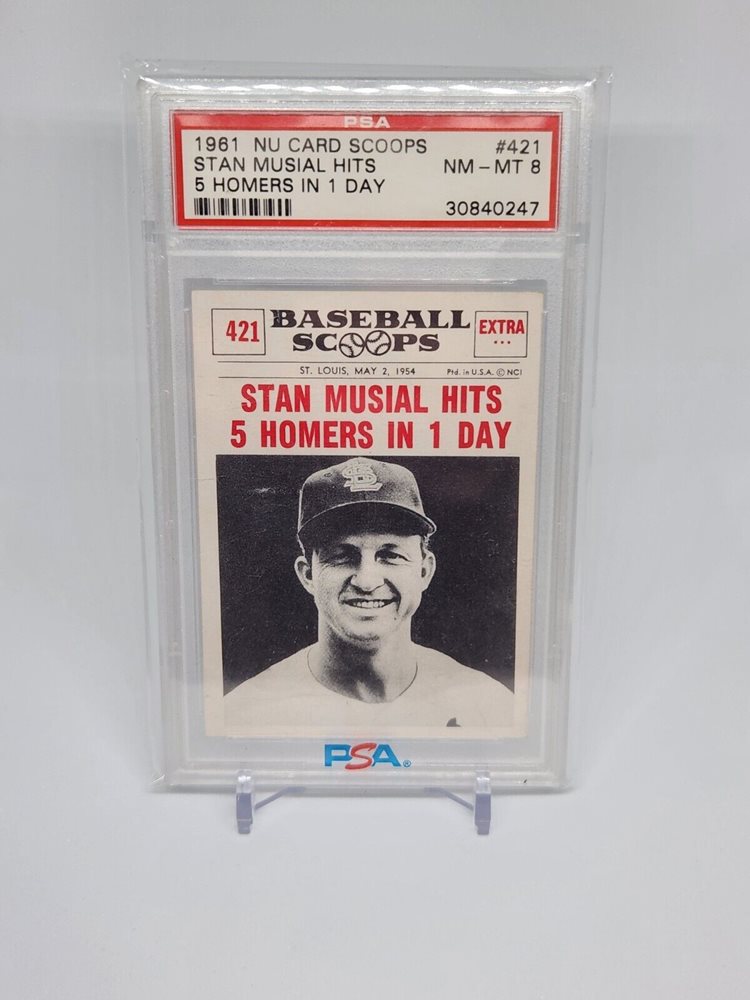 PSA
1961 NU CARD SCOOPS #421
STAN MUSIAL HITS NM - MT 8
5 HOMERS IN 1 DAY
30840247
421 BASEBALL SCOOPS EXTRA
...
ST. LOUIS, MAY 2, 1954 Ptd. in U.S.A. © NCI
STAN MUSIAL HITS
5 HOMERS IN 1 DAY
STL
PSA®